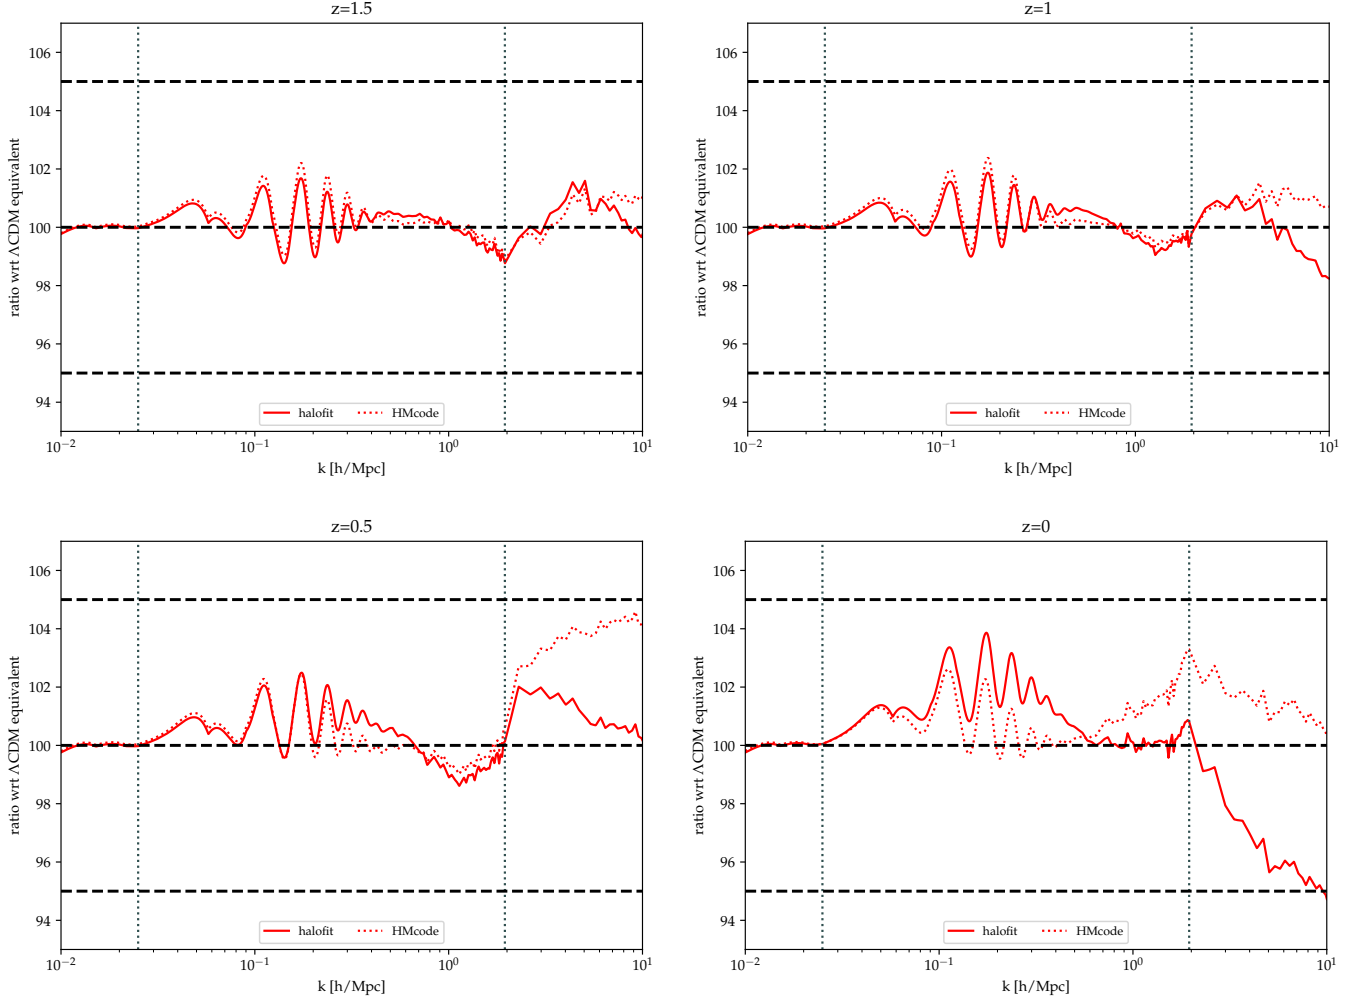 z=1.5
106
104
102
100
98
96
94
ratio wrt ΛCDM equivalent
halofit
HMcode
10⁻²
10⁻¹
10⁰
10¹
k [h/Mpc]
z=1
106
104
102
100
98
96
94
ratio wrt ΛCDM equivalent
halofit
HMcode
10⁻²
10⁻¹
10⁰
10¹
k [h/Mpc]
z=0.5
106
104
102
100
98
96
94
ratio wrt ΛCDM equivalent
halofit
HMcode
10⁻²
10⁻¹
10⁰
10¹
k [h/Mpc]
z=0
106
104
102
100
98
96
94
ratio wrt ΛCDM equivalent
halofit
HMcode
10⁻²
10⁻¹
10⁰
10¹
k [h/Mpc]